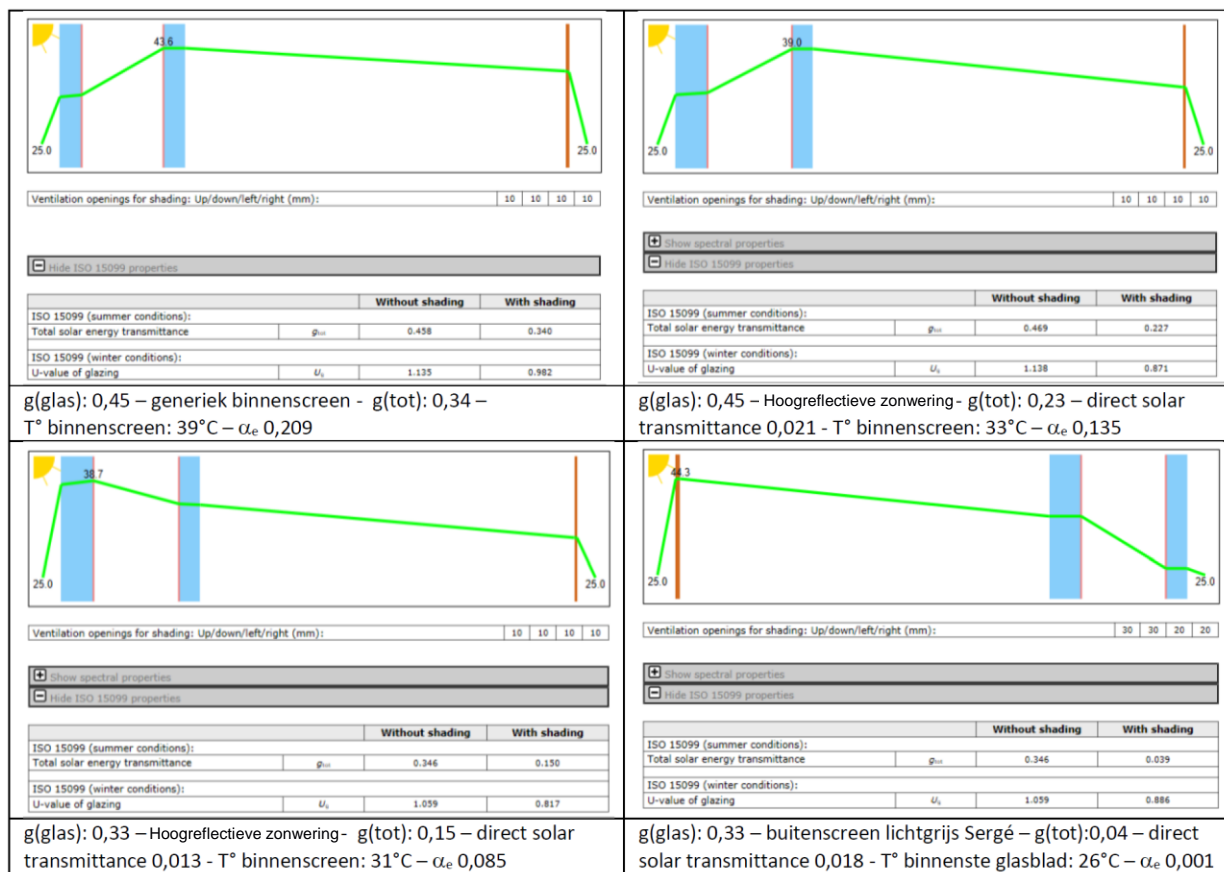 43.6
25.0
25.0
Ventilation openings for shading: Up/down/left/right (mm): 10 10 10 10
Hide ISO 15099 properties
Without shading With shading
ISO 15099 (summer conditions):
Total solar energy transmittance gtot 0.458 0.340
ISO 15099 (winter conditions):
U-value of glazing Ug 1.135 0.982
g(glas): 0,45 – generiek binnenscreen - g(tot): 0,34 –
T° binnenscreen: 39°C – αe 0,209
39.0
25.0
25.0
Ventilation openings for shading: Up/down/left/right (mm): 10 10 10 10
Show spectral properties
Hide ISO 15099 properties
Without shading With shading
ISO 15099 (summer conditions):
Total solar energy transmittance gtot 0.469 0.227
ISO 15099 (winter conditions):
U-value of glazing Ug 1.138 0.871
g(glas): 0,45 – Hoogreflectieve zonwering - g(tot): 0,23 – direct solar
transmittance 0,021 - T° binnenscreen: 33°C – αe 0,135
38.7
25.0
25.0
Ventilation openings for shading: Up/down/left/right (mm): 10 10 10 10
Show spectral properties
Hide ISO 15099 properties
Without shading With shading
ISO 15099 (summer conditions):
Total solar energy transmittance gtot 0.346 0.150
ISO 15099 (winter conditions):
U-value of glazing Ug 1.059 0.817
g(glas): 0,33 – Hoogreflectieve zonwering - g(tot): 0,15 – direct solar
transmittance 0,013 - T° binnenscreen: 31°C – αe 0,085
44.3
25.0
25.0
Ventilation openings for shading: Up/down/left/right (mm): 30 30 20 20
Show spectral properties
Hide ISO 15099 properties
Without shading With shading
ISO 15099 (summer conditions):
Total solar energy transmittance gtot 0.346 0.039
ISO 15099 (winter conditions):
U-value of glazing Ug 1.059 0.886
g(glas): 0,33 – buitenscreen lichtgrijs Sergé – g(tot):0,04 – direct
solar transmittance 0,018 - T° binnenste glasblad: 26°C – αe 0,001